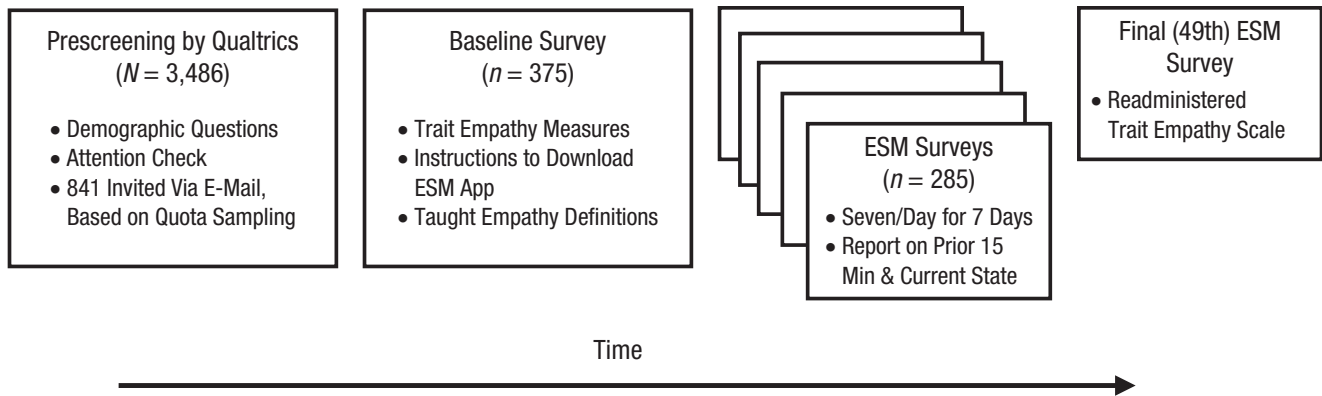 Prescreening by Qualtrics
(N = 3,486)
• Demographic Questions
• Attention Check
• 841 Invited Via E-Mail,
Based on Quota Sampling
Baseline Survey
(n = 375)
• Trait Empathy Measures
• Instructions to Download
ESM App
• Taught Empathy Definitions
ESM Surveys
(n = 285)
• Seven/Day for 7 Days
• Report on Prior 15
Min & Current State
Final (49th) ESM
Survey
• Readministered
Trait Empathy Scale
Time